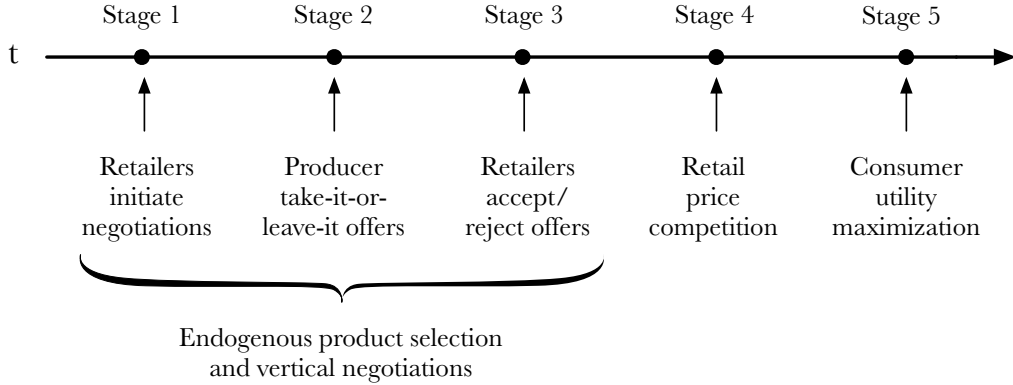 Stage 1 Stage 2 Stage 3 Stage 4 Stage 5
t
Retailers Producer Retailers Retail Consumer
initiate take-it-or- accept/ price utility
negotiations leave-it offers reject offers competition maximization
Endogenous product selection
and vertical negotiations